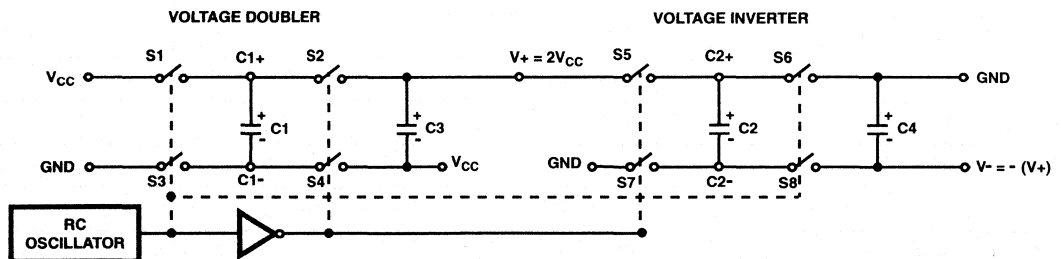 VOLTAGE DOUBLER
VOLTAGE INVERTER
S1 C1+ S2 V+ = 2VCC S5 C2+ S6
VCC GND
C1 C3 C2 C4
+ - + - + - + -
GND VCC GND V- = - (V+)
S3 C1- S4 S7 C2- S8
RC
OSCILLATOR